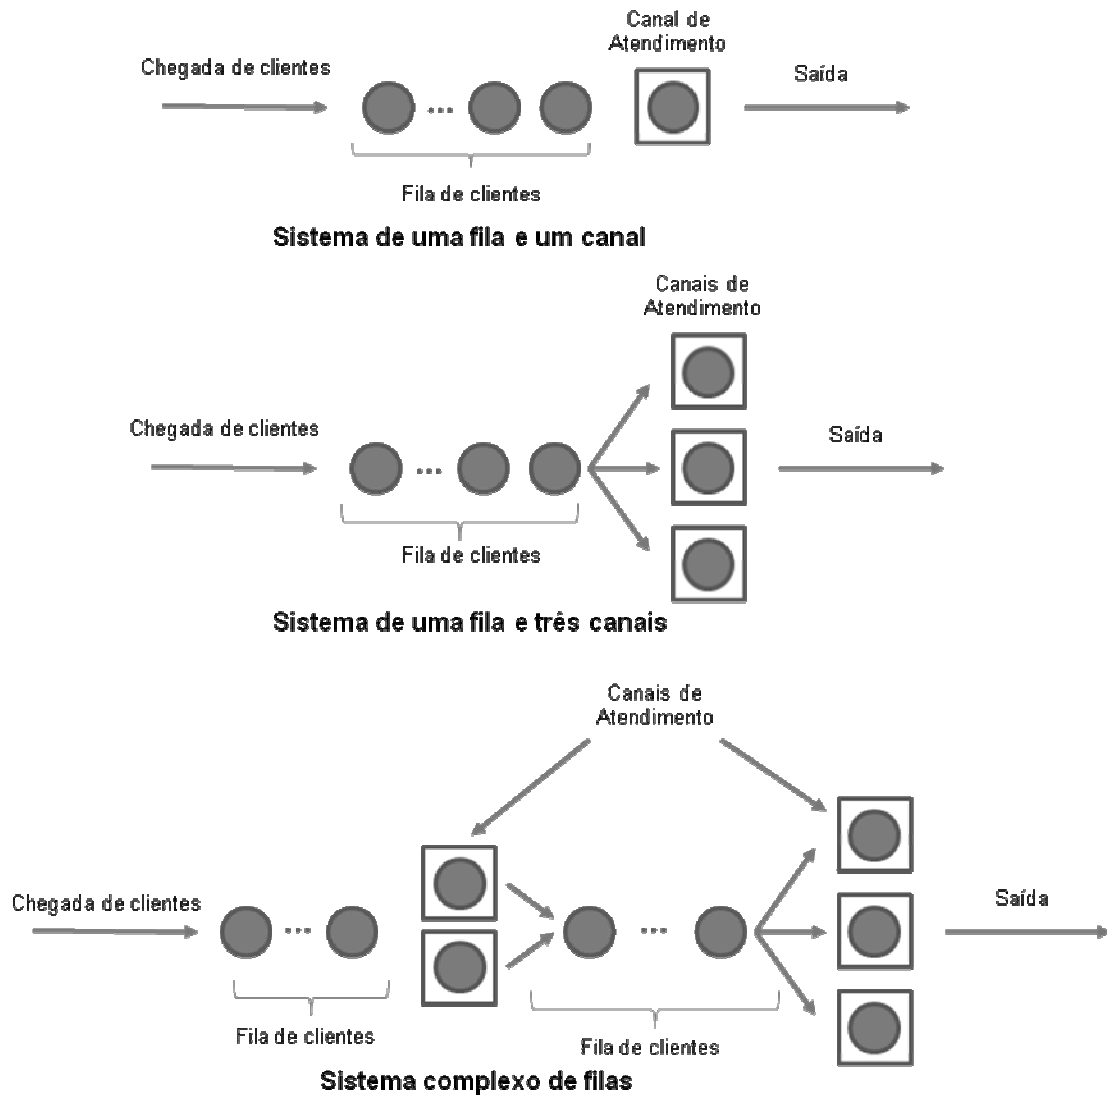 Canal de
Atendimento
Chegada de clientes
Saída
...
Fila de clientes
Sistema de uma fila e um canal
Canais de
Atendimento
Chegada de clientes
Saída
...
Fila de clientes
Sistema de uma fila e três canais
Canais de
Atendimento
Chegada de clientes
Saída
...
...
Fila de clientes
Fila de clientes
Sistema complexo de filas